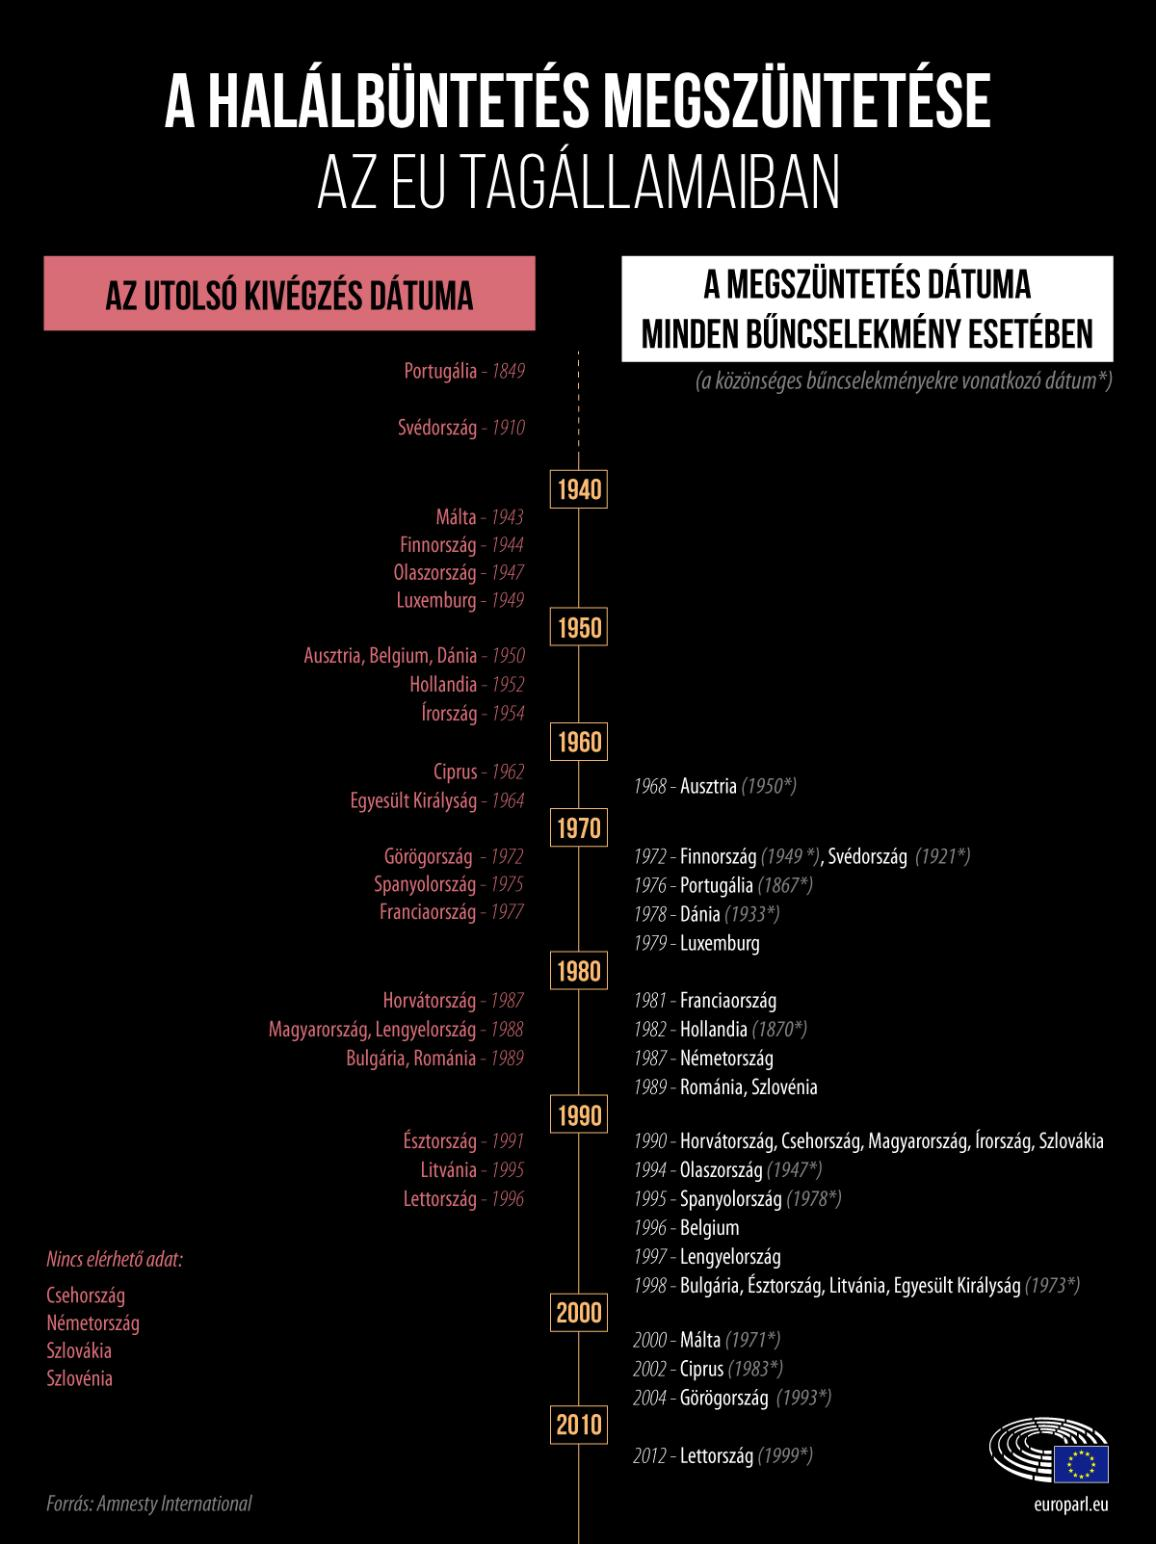 A HALÁLBÜNTETÉS MEGSZÜNTETÉSE
AZ EU TAGÁLLAMAIBAN
AZ UTOLSÓ KIVÉGZÉS DÁTUMA
Portugália - 1849
Svédország - 1910
1940
Málta - 1943
Finnország - 1944
Olaszország - 1947
Luxemburg - 1949
1950
Ausztria, Belgium, Dánia - 1950
Hollandia - 1952
Írország - 1954
1960
Ciprus - 1962
Egyesült Királyság - 1964
1970
Görögország - 1972
Spanyolország - 1975
Franciaország - 1977
1980
Horvátország - 1987
Magyarország, Lengyelország - 1988
Bulgária, Románia - 1989
1990
Észtország - 1991
Litvánia - 1995
Lettország - 1996
Nincs elérhető adat:
Csehország
Németország
Szlovákia
Szlovénia
2000
2010
A MEGSZÜNTETÉS DÁTUMA
MINDEN BŰNCSELEKMÉNY ESETÉBEN
(a közönséges bűncselekményekre vonatkozó dátum*)
1968 - Ausztria (1950*)
1972 - Finnország (1949 *), Svédország (1921*)
1976 - Portugália (1867*)
1978 - Dánia (1933*)
1979 - Luxemburg
1981 - Franciaország
1982 - Hollandia (1870*)
1987 - Németország
1989 - Románia, Szlovénia
1990 - Horvátország, Csehország, Magyarország, Írország, Szlovákia
1994 - Olaszország (1947*)
1995 - Spanyolország (1978*)
1996 - Belgium
1997 - Lengyelország
1998 - Bulgária, Észtország, Litvánia, Egyesült Királyság (1973*)
2000 - Málta (1971*)
2002 - Ciprus (1983*)
2004 - Görögország (1993*)
2012 - Lettország (1999*)
Forrás: Amnesty International
europarl.eu